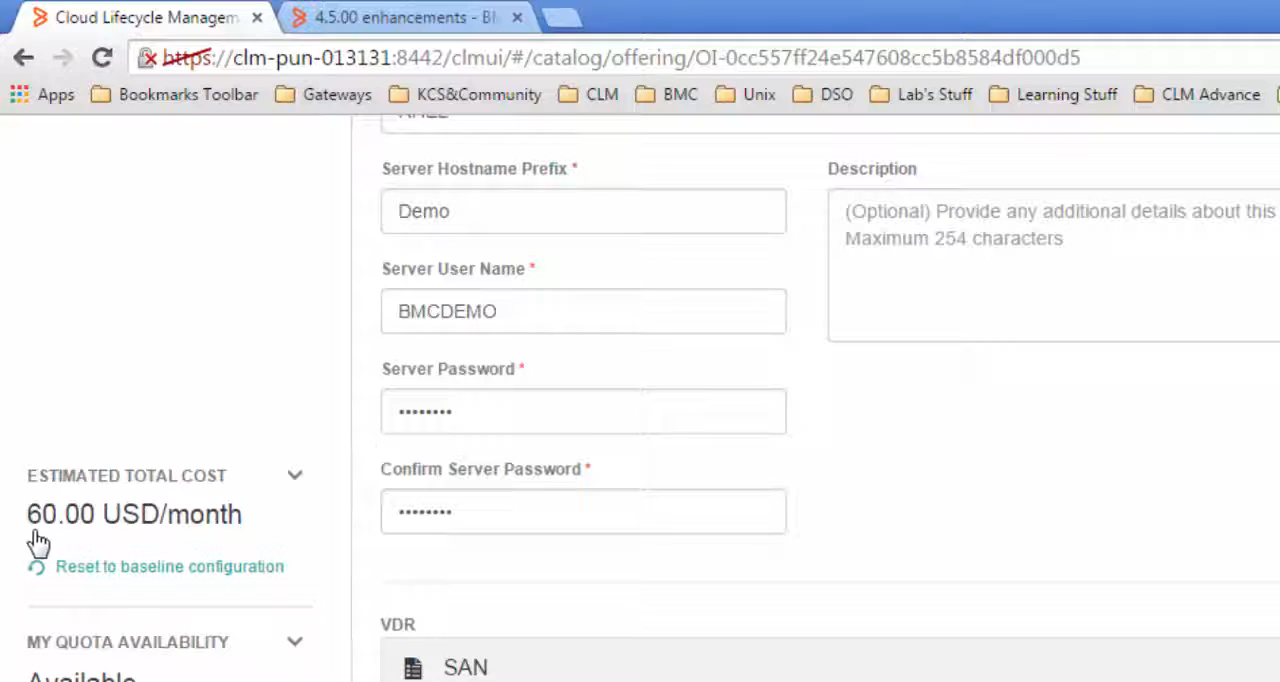 Cloud Lifecycle Managem
4.5.00 enhancements - BM
https://clm-pun-013131:8442/clmui/#/catalog/offering/OI-0cc557ff24e547608cc5b8584df000d5
Apps Bookmarks Toolbar Gateways KCS&Community CLM BMC Unix DSO Lab's Stuff Learning Stuff CLM Advance
Server Hostname Prefix *
Demo
Server User Name *
BMCDEMO
Server Password *
••••••••
Confirm Server Password *
••••••••
Description
(Optional) Provide any additional details about this
Maximum 254 characters
ESTIMATED TOTAL COST
60.00 USD/month
Reset to baseline configuration
MY QUOTA AVAILABILITY
Available
VDR
SAN